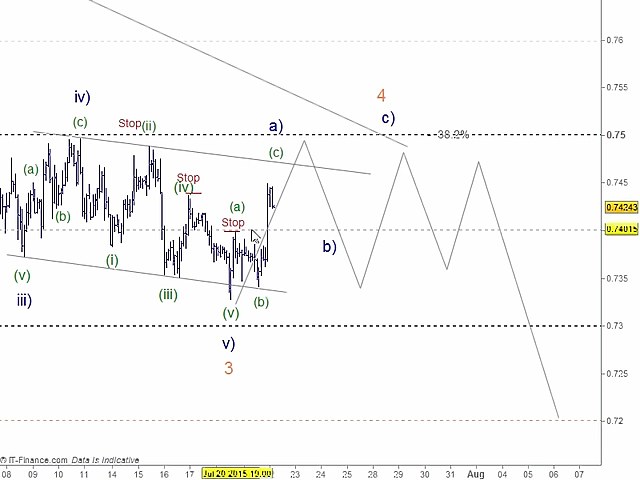 0.76
0.755
4
iv)
c)
(c)
Stop
(ii)
a)
38.2%
0.75
(c)
(a)
Stop
(iv)
0.745
(a)
0.74243
(b)
Stop
0.74015
b)
(i)
(v)
0.735
iii)
(iii)
(b)
(v)
0.73
v)
3
0.725
0.72
© IT-Finance.com Data is indicative
08 09 10 13 14 15 16 17 Jul 20 2015 19:00 23 24 27 28 29 30 31 Aug 04 05 06 07